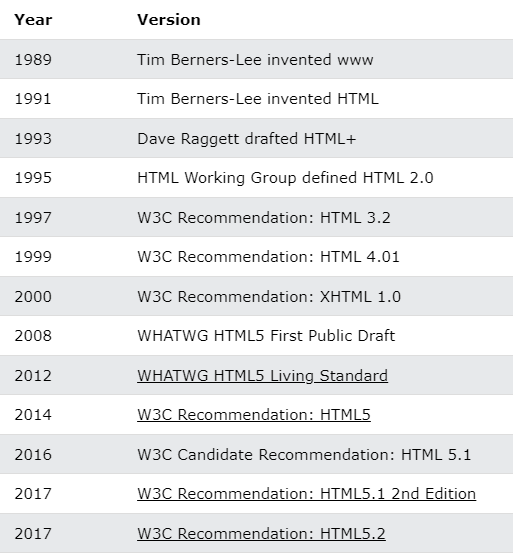 Year Version
1989 Tim Berners-Lee invented www
1991 Tim Berners-Lee invented HTML
1993 Dave Raggett drafted HTML+
1995 HTML Working Group defined HTML 2.0
1997 W3C Recommendation: HTML 3.2
1999 W3C Recommendation: HTML 4.01
2000 W3C Recommendation: XHTML 1.0
2008 WHATWG HTML5 First Public Draft
2012 WHATWG HTML5 Living Standard
2014 W3C Recommendation: HTML5
2016 W3C Candidate Recommendation: HTML 5.1
2017 W3C Recommendation: HTML5.1 2nd Edition
2017 W3C Recommendation: HTML5.2